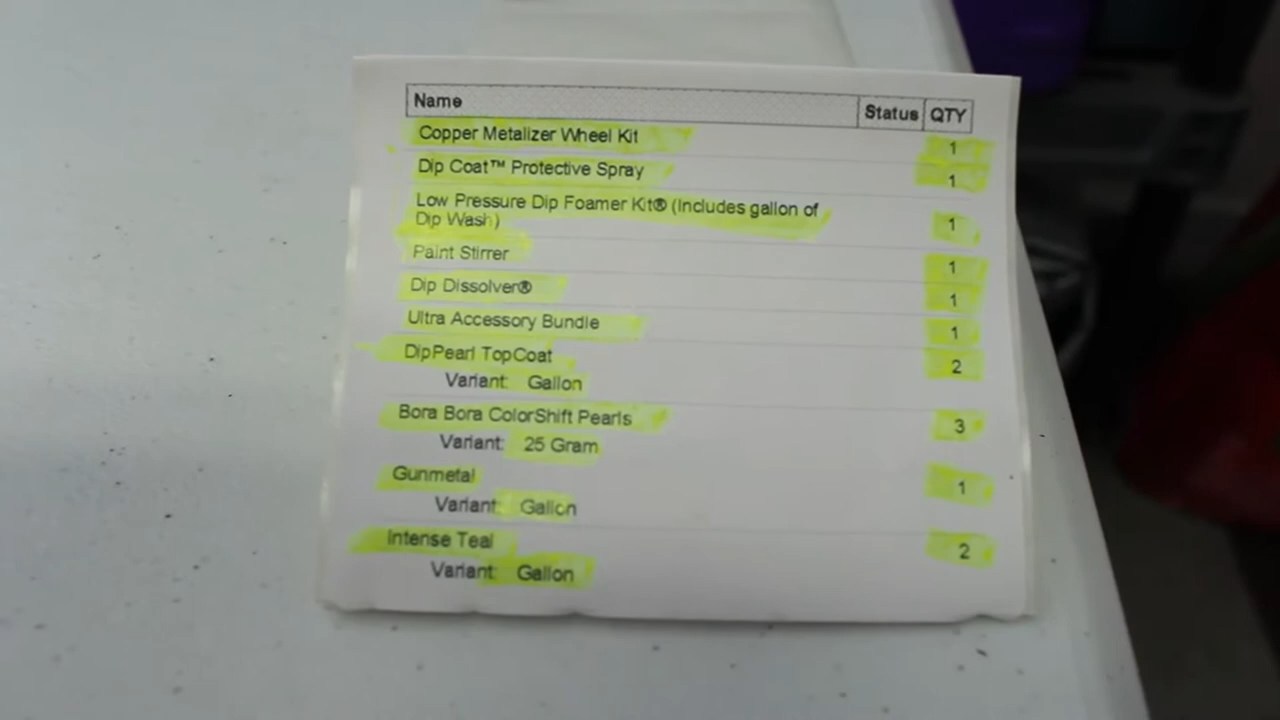 Name Status QTY
Copper Metalizer Wheel Kit 1
Dip Coat™ Protective Spray 1
Low Pressure Dip Foamer Kit® (Includes gallon of
Dip Wash) 1
Paint Stirrer 1
Dip Dissolver® 1
Ultra Accessory Bundle 1
DipPearl TopCoat 2
Variant: Gallon
Bora Bora ColorShift Pearls 3
Variant: 25 Gram
Gunmetal 1
Variant: Gallon
Intense Teal 2
Variant: Gallon